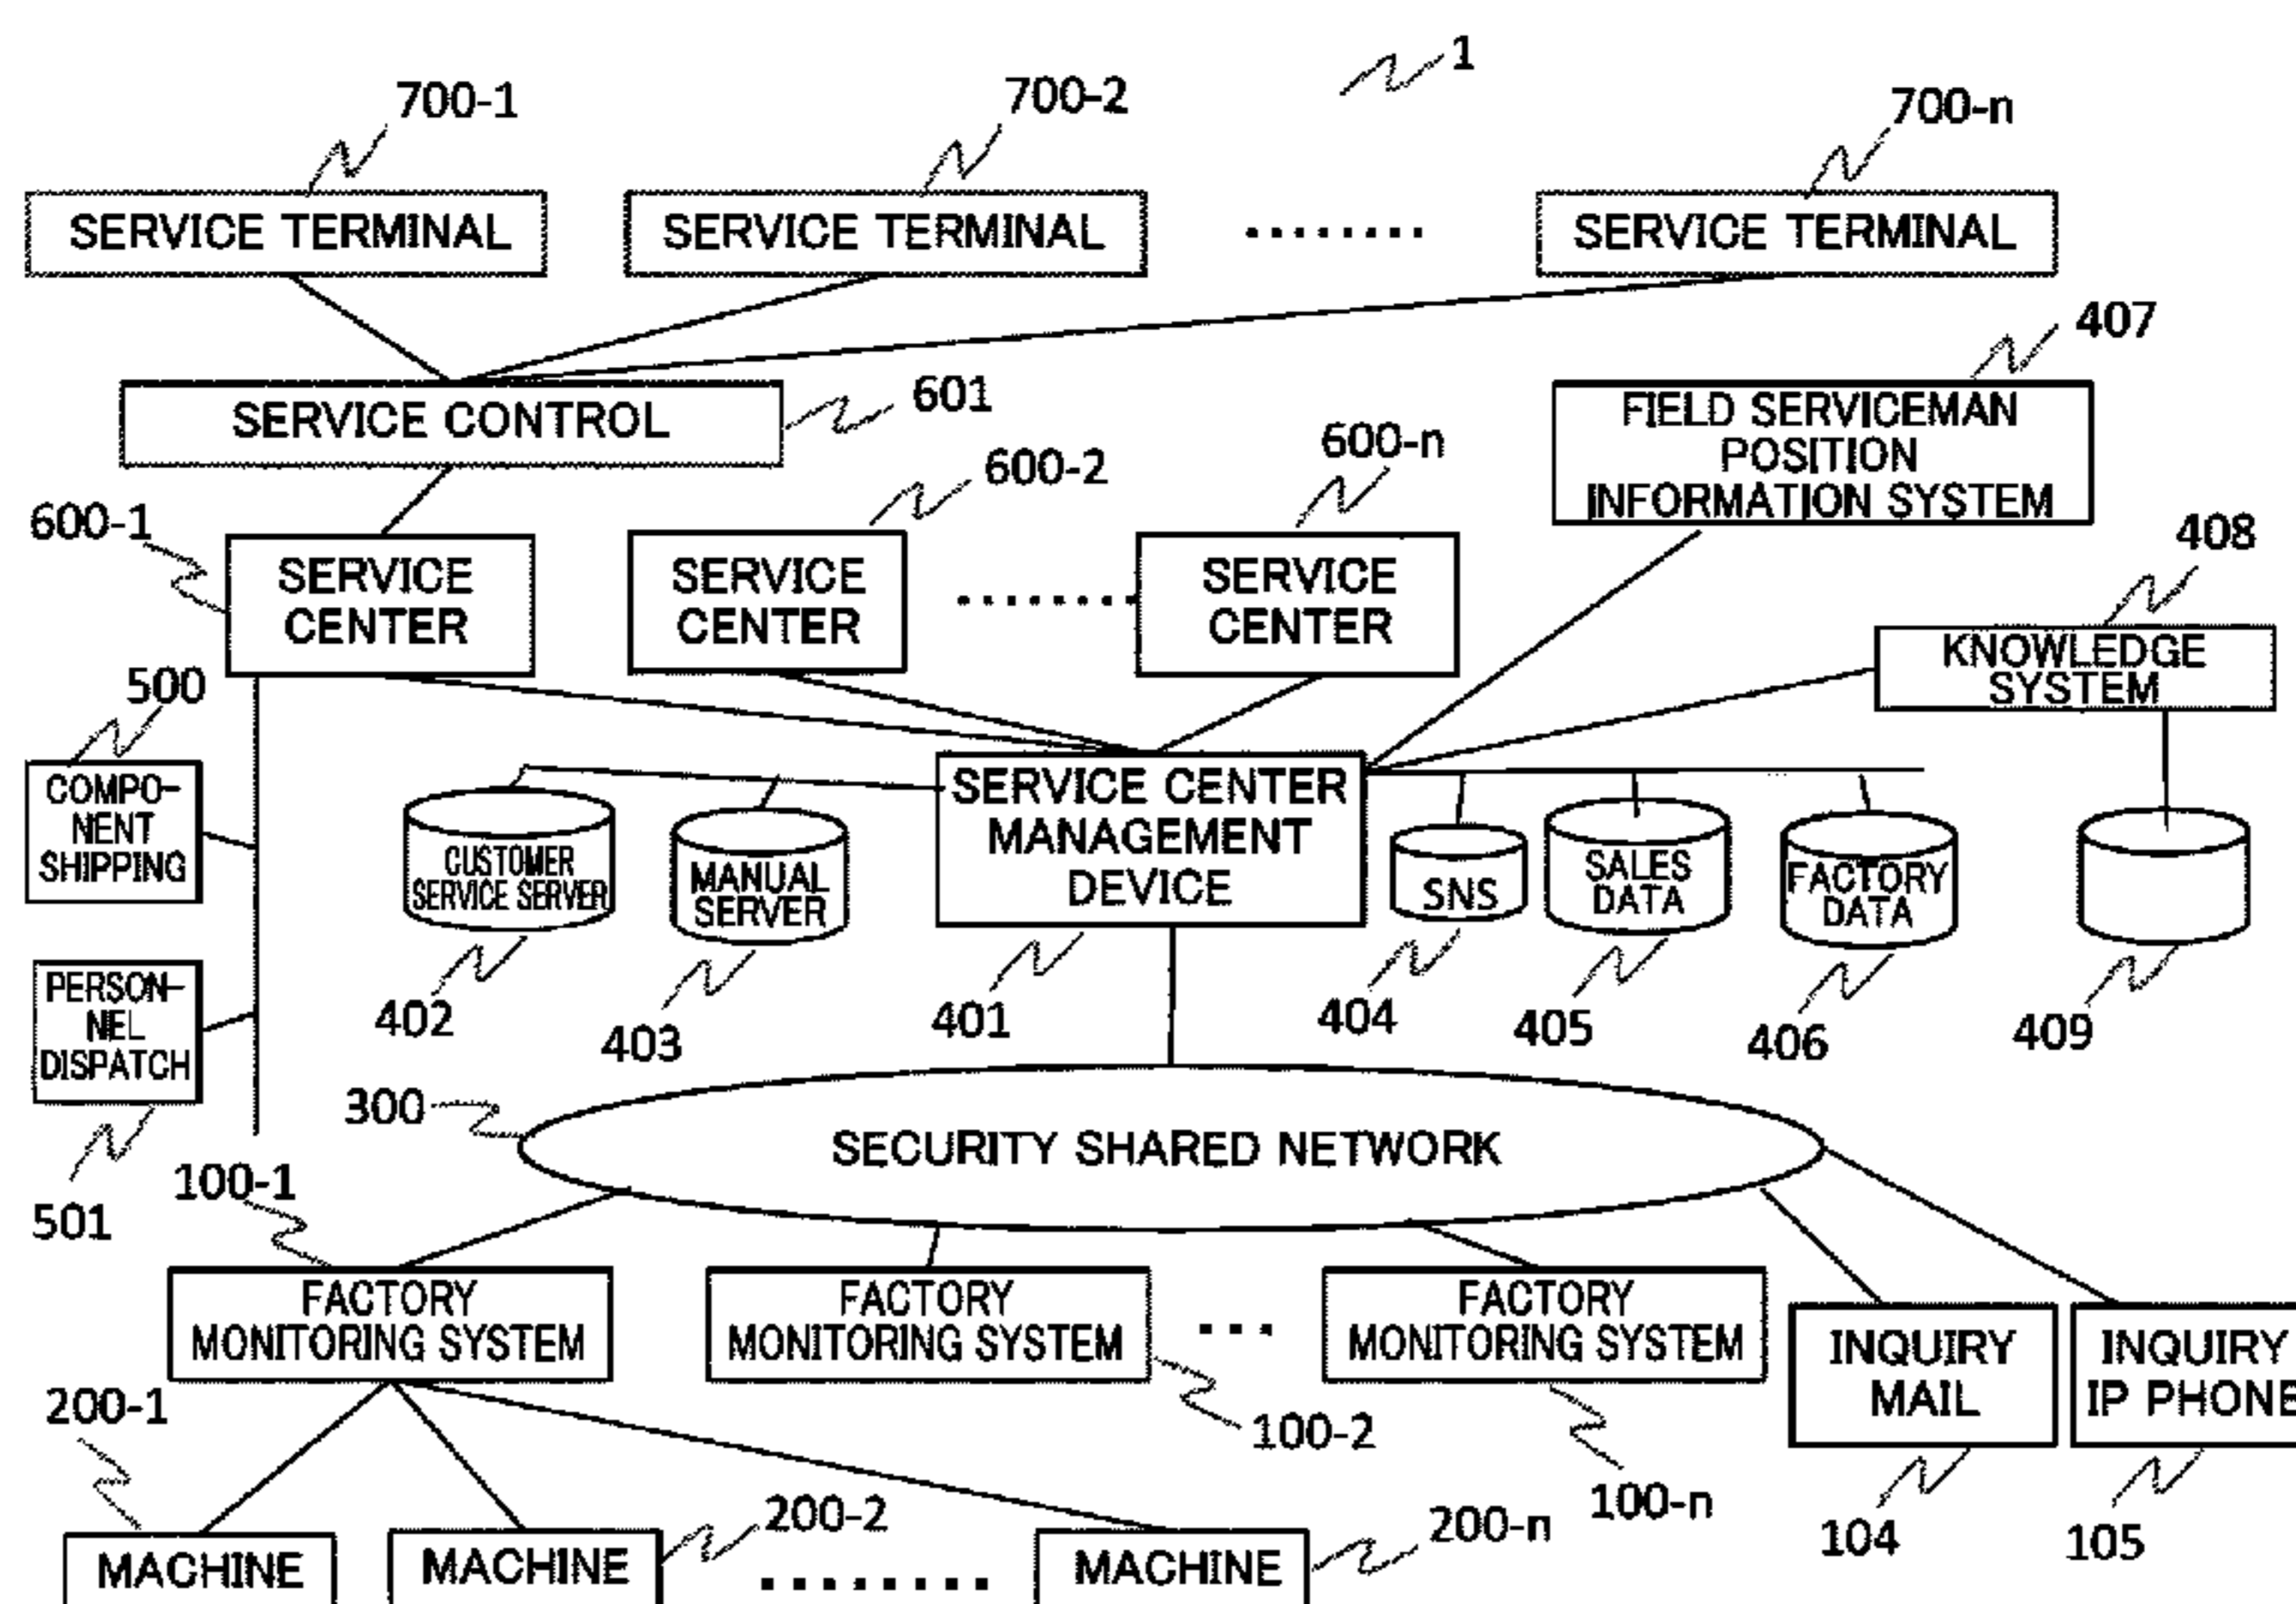 1
700-1
700-2
700-n
SERVICE TERMINAL
SERVICE TERMINAL
........
SERVICE TERMINAL
407
601
SERVICE CONTROL
FIELD SERVICEMAN
POSITION
INFORMATION SYSTEM
600-n
600-2
600-1
408
SERVICE
CENTER
SERVICE
CENTER
........
SERVICE
CENTER
KNOWLEDGE
SYSTEM
500
COMPO-
NENT
SHIPPING
CUSTOMER
SERVICE SERVER
MANUAL
SERVER
SERVICE CENTER
MANAGEMENT
DEVICE
SNS
SALES
DATA
FACTORY
DATA
PERSON-
NEL
DISPATCH
402
403
401
404
405
406
409
300
SECURITY SHARED NETWORK
501
100-1
FACTORY
MONITORING SYSTEM
FACTORY
MONITORING SYSTEM
...
FACTORY
MONITORING SYSTEM
INQUIRY
MAIL
INQUIRY
IP PHONE
200-1
100-2
100-n
200-2
200-n
104
105
MACHINE
MACHINE
........
MACHINE